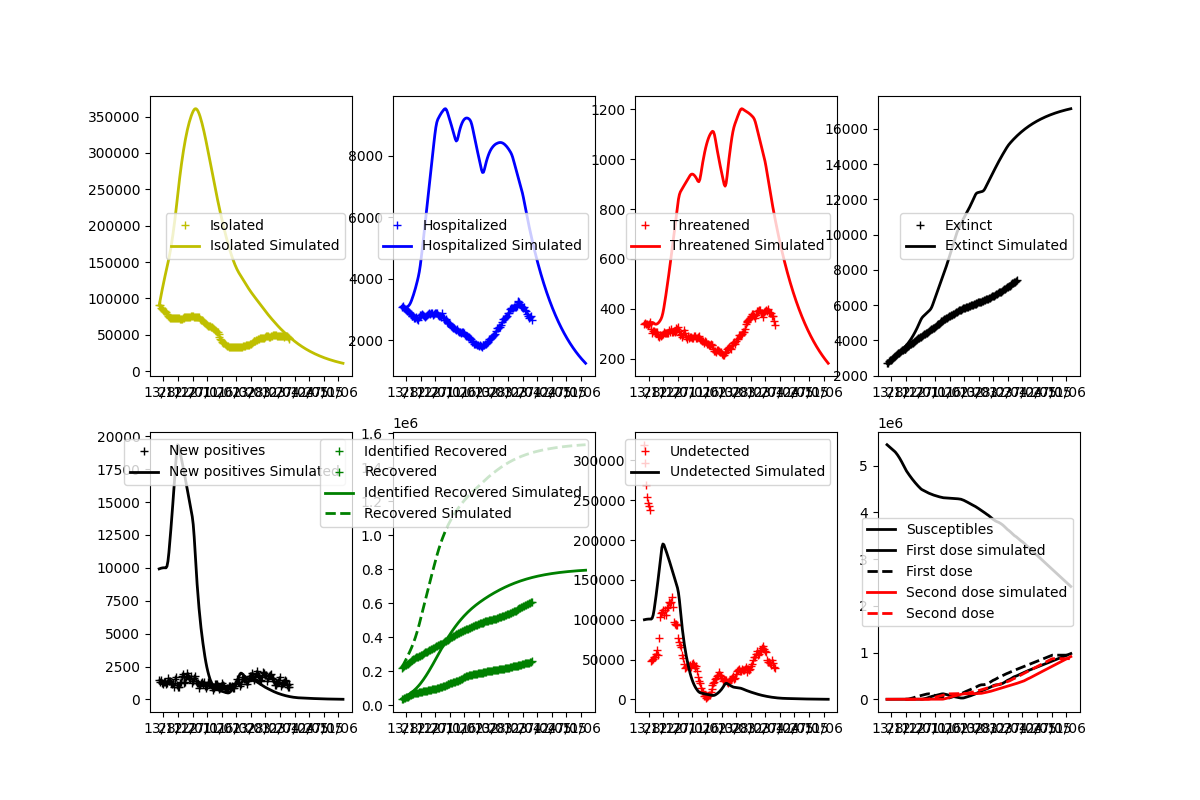 350000
300000
250000
200000
150000
100000
50000
0
Isolated
Isolated Simulated
8000
6000
4000
2000
Hospitalized
Hospitalized Simulated
1200
1000
800
600
400
200
Threatened
Threatened Simulated
16000
14000
12000
10000
8000
6000
4000
2000
Extinct
Extinct Simulated
20000
17500
15000
12500
10000
7500
5000
2500
0
New positives
New positives Simulated
1e6
1.6
1.2
1.0
0.8
0.6
0.4
0.2
0.0
Identified Recovered
Recovered
Identified Recovered Simulated
Recovered Simulated
300000
250000
200000
150000
100000
50000
0
Undetected
Undetected Simulated
1e6
5
4
3
2
1
0
Susceptibles
First dose simulated
First dose
Second dose simulated
Second dose